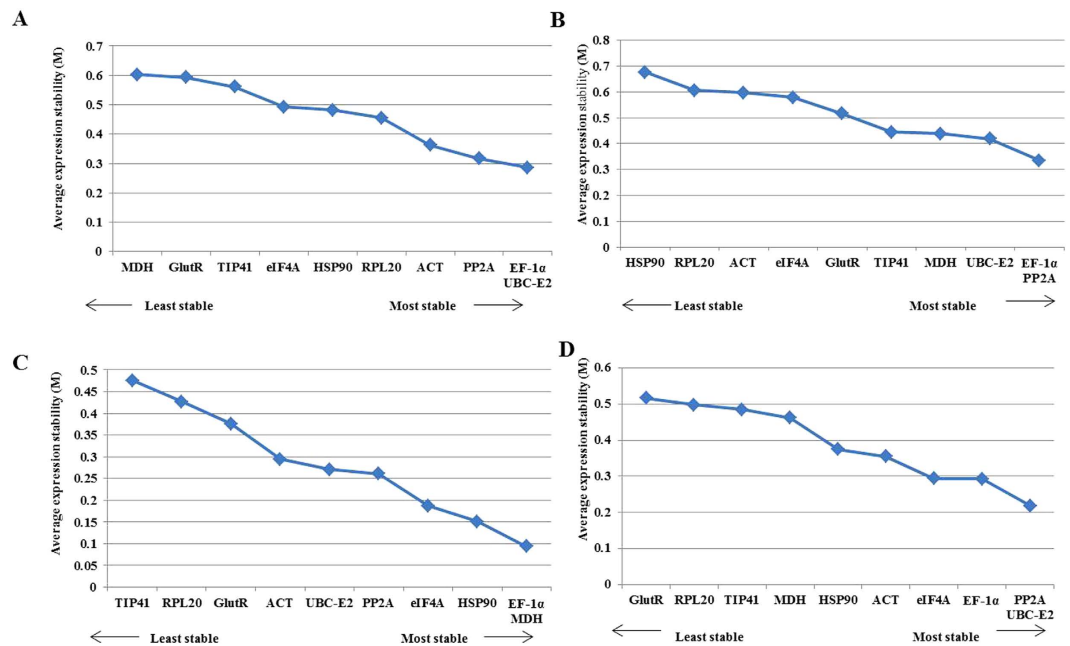 A
Average expression stability (M)
0.7
0.6
0.5
0.4
0.3
0.2
0.1
0
MDH GlutR TIP41 eIF4A HSP90 RPL20 ACT PP2A EF-1α
UBC-E2
Least stable Most stable
B
Average expression stability (M)
0.8
0.7
0.6
0.5
0.4
0.3
0.2
0.1
0
HSP90 RPL20 ACT eIF4A GlutR TIP41 MDH UBC-E2 EF-1α
PP2A
Least stable Most stable
C
Average expression stability (M)
0.5
0.45
0.4
0.35
0.3
0.25
0.2
0.15
0.1
0.05
0
TIP41 RPL20 GlutR ACT UBC-E2 PP2A eIF4A HSP90 EF-1α
MDH
Least stable Most stable
D
Average expression stability (M)
0.6
0.5
0.4
0.3
0.2
0.1
0
GlutR RPL20 TIP41 MDH HSP90 ACT eIF4A EF-1α PP2A
UBC-E2
Least stable Most stable